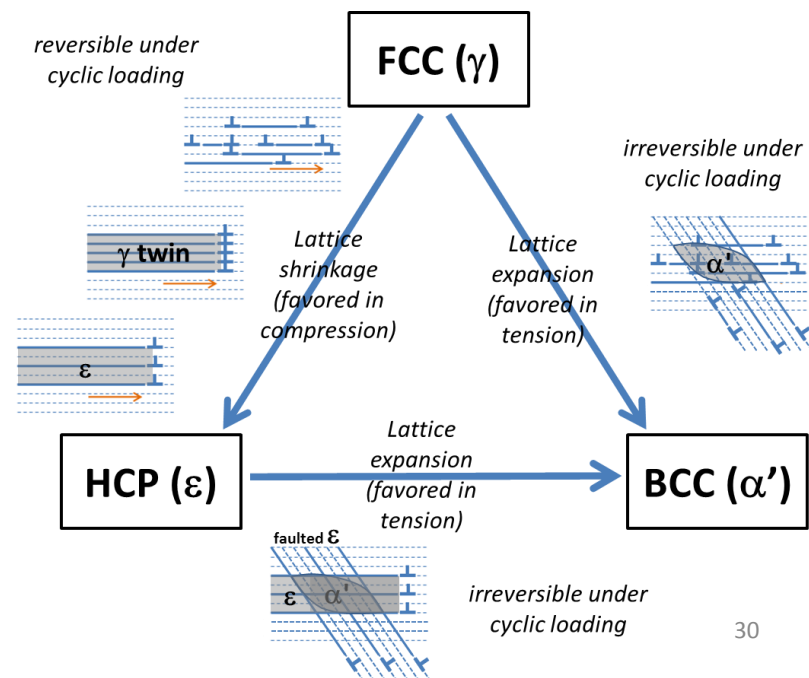 reversible under
cyclic loading
FCC (γ)
irreversible under
cyclic loading
γ twin
Lattice
shrinkage
(favored in
compression)
Lattice
expansion
(favored in
tension)
α'
ε
HCP (ε)
Lattice
expansion
(favored in
tension)
BCC (α’)
faulted ε
ε
α'
irreversible under
cyclic loading
30